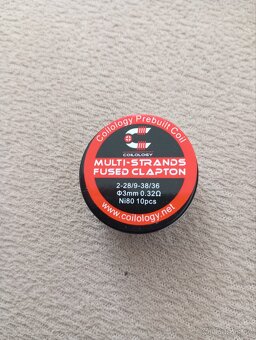 Coilology Prebuilt Coil
COILOLOGY
MULTI-STRANDS
FUSED CLAPTON
2-28/9-38/36
Φ3mm 0.32Ω
Ni80 10pcs
www.coilology.net